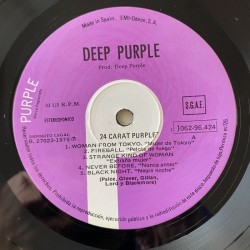 Made in Spain. EMI-Odeon, S.A.
DEEP PURPLE
Prod. Deep Purple
PURPLE
33 1/3 R.P.M.
ESTEREOFONICO
S.G.A.E.
DEPOSITO LEGAL
B. 27023-1975
24 CARAT PURPLE
1J 062-96.424
A
1. WOMAN FROM TOKYO. "Mujer de Tokyo"
2. FIREBALL. "Pelota de fuego"
3. STRANGE KIND OF WOMAN
"Extraña mujer"
4. NEVER BEFORE. "Nunca antes"
5. BLACK NIGHT. "Negra noche"
(Paice, Glover, Gillan,
Lord y Blackmore)